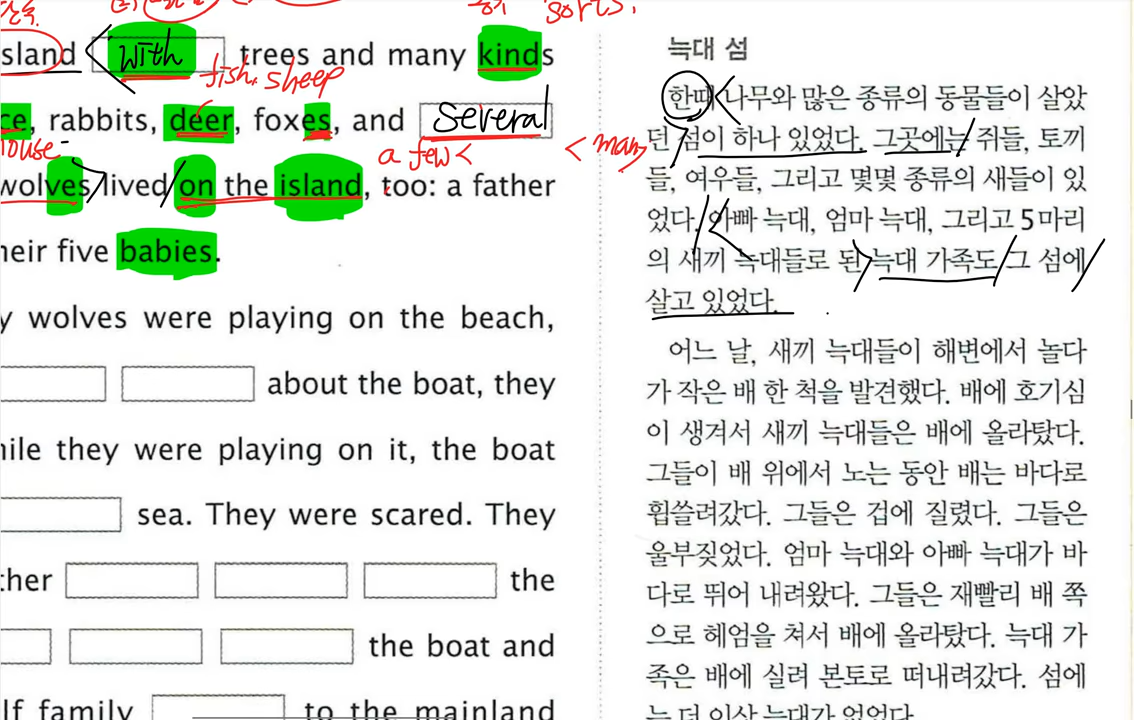 sorts.
island with trees and many kinds
fish, sheep
rabbits, deer, foxes, and several
a few < < many
wolves lived on the island, too: a father
their five babies.
wolves were playing on the beach,
about the boat, they
they were playing on it, the boat
sea. They were scared. They
the
the boat and
family to the mainland
늑대 섬
한때 나무와 많은 종류의 동물들이 살았
던 섬이 하나 있었다. 그곳에는 쥐들, 토끼
들, 여우들, 그리고 몇몇 종류의 새들이 있
었다. 아빠 늑대, 엄마 늑대, 그리고 5마리
의 새끼 늑대들로 된 늑대 가족도 그 섬에
살고 있었다.
어느 날, 새끼 늑대들이 해변에서 놀다
가 작은 배 한 척을 발견했다. 배에 호기심
이 생겨서 새끼 늑대들은 배에 올라탔다.
그들이 배 위에서 노는 동안 배는 바다로
휩쓸려갔다. 그들은 겁에 질렸다. 그들은
울부짖었다. 엄마 늑대와 아빠 늑대가 바
다로 뛰어 내려왔다. 그들은 재빨리 배 쪽
으로 헤엄을 쳐서 배에 올라탔다. 늑대 가
족은 배에 실려 본토로 떠내려갔다. 섬에
는 더 이상 늑대가 없었다.